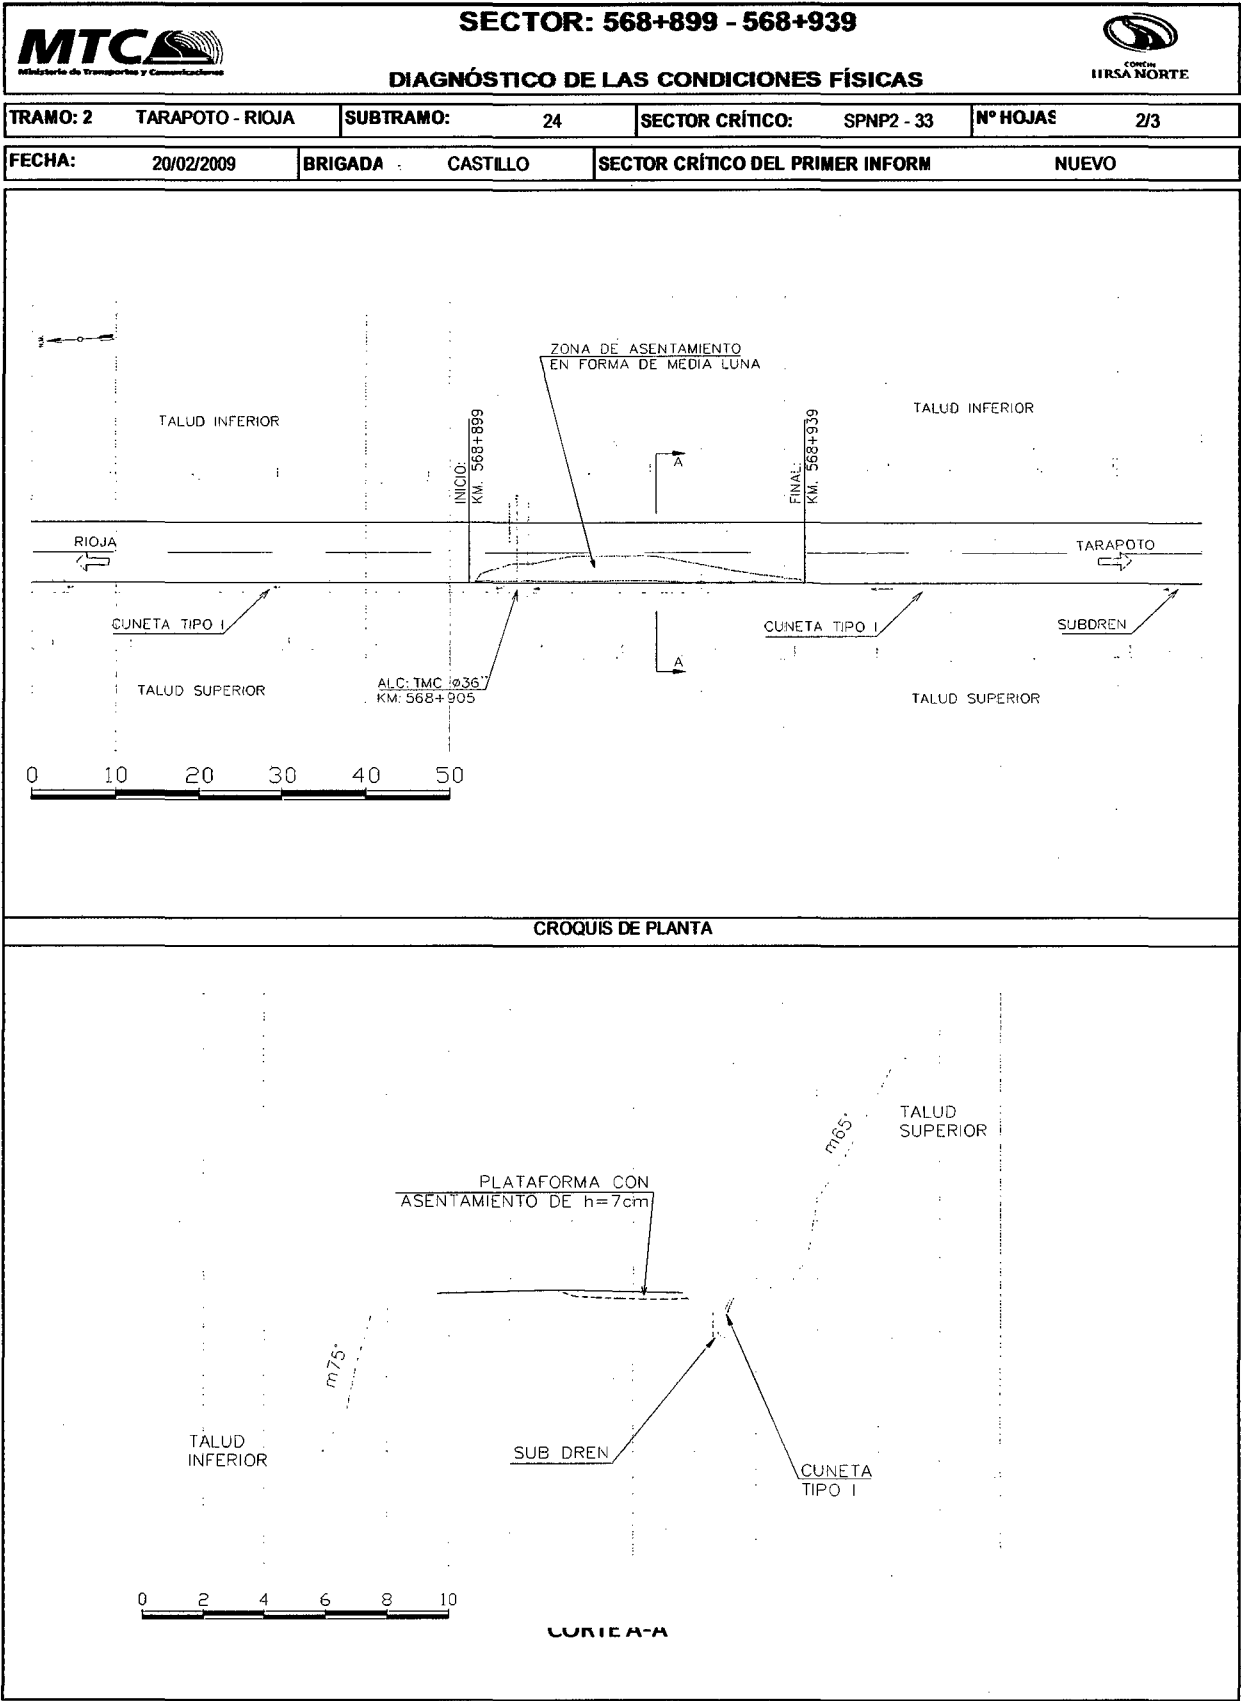 SECTOR: 568+899 - 568+939
MTC
Ministerio de Transportes y Comunicaciones
DIAGNÓSTICO DE LAS CONDICIONES FÍSICAS
CONCIN
IIRSA NORTE
TRAMO: 2 TARAPOTO - RIOJA SUBTRAMO: 24 SECTOR CRÍTICO: SPNP2 - 33 Nº HOJAS 2/3
FECHA: 20/02/2009 BRIGADA : CASTILLO SECTOR CRÍTICO DEL PRIMER INFORM NUEVO
ZONA DE ASENTAMIENTO
EN FORMA DE MEDIA LUNA
TALUD INFERIOR
TALUD INFERIOR
INICIO:
KM. 568+899
A
FINAL:
KM. 568+939
RIOJA
TARAPOTO
CUNETA TIPO I
CUNETA TIPO I
SUBDREN
A
TALUD SUPERIOR
ALC: TMC Ø36"
KM: 568+905
TALUD SUPERIOR
0 10 20 30 40 50
CROQUIS DE PLANTA
TALUD
SUPERIOR
m65°
PLATAFORMA CON
ASENTAMIENTO DE h=7cm
m75°
TALUD
INFERIOR
SUB DREN
CUNETA
TIPO I
0 2 4 6 8 10
CORTE A-A